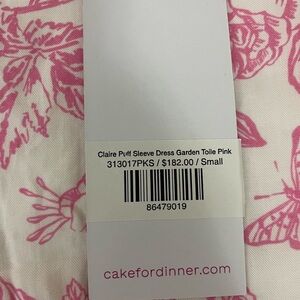 Claire Puff Sleeve Dress Garden Toile Pink
313017PKS / $182.00 / Small
86479019
cakefordinner.com